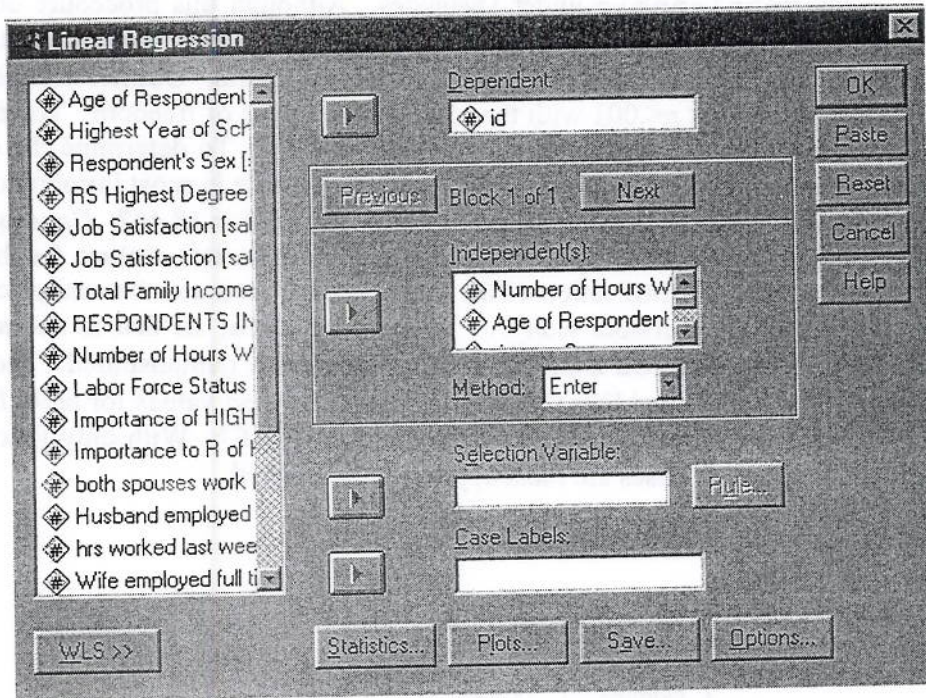 Linear Regression
Age of Respondent
Highest Year of Sch
Respondent's Sex [s
RS Highest Degree
Job Satisfaction [sal
Job Satisfaction [sal
Total Family Income
RESPONDENTS IN
Number of Hours W
Labor Force Status
Importance of HIGH
Importance to R of H
both spouses work
Husband employed
hrs worked last wee
Wife employed full ti
WLS >>
Dependent:
id
Previous
Block 1 of 1
Next
Independent(s):
Number of Hours W
Age of Respondent
Method:
Enter
Selection Variable:
Rule...
Case Labels:
Statistics...
Plots...
Save...
Options...
OK
Paste
Reset
Cancel
Help